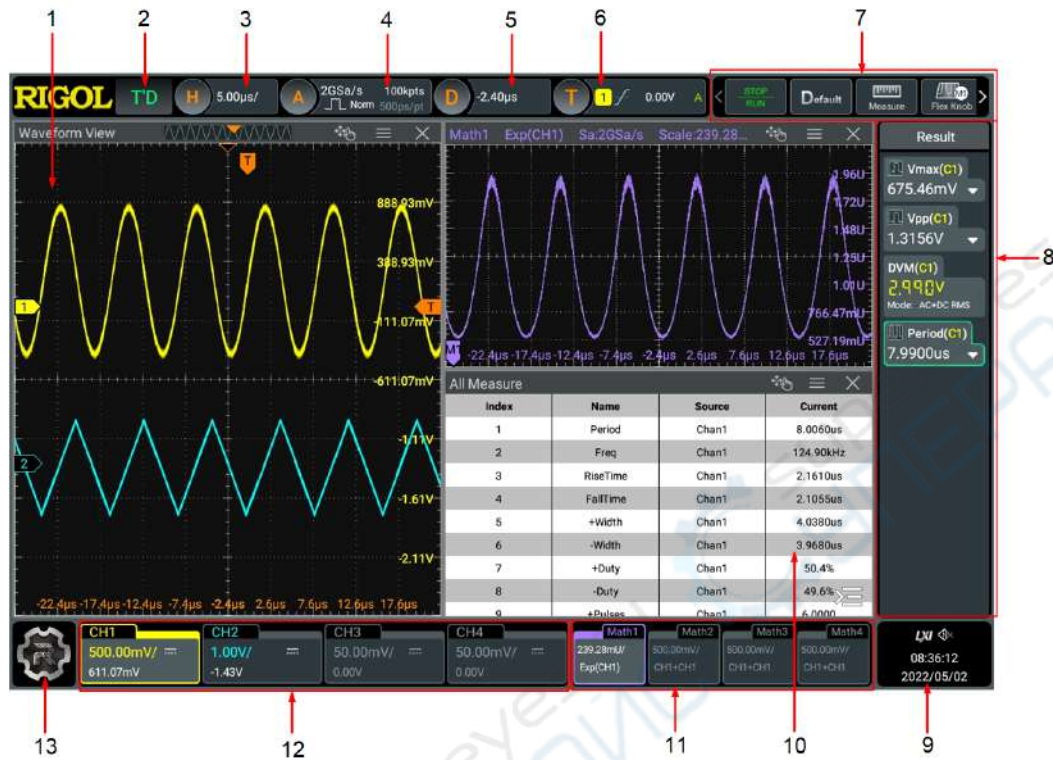 1 2 3 4 5 6 7
RIGOL T'D H 5.00µs/ A 2GSa/s 100kpts D -2.40µs T 1 0.00V A < STOP Default Measure Flex Knob >
Norm 500ps/pt RUN
Waveform View
T
888.93mV
388.93mV
1 T
-111.07mV
-611.07mV
-1.11V
2
-1.61V
-2.11V
-22.4µs -17.4µs -12.4µs -7.4µs -2.4µs 2.6µs 7.6µs 12.6µs 17.6µs
Math1 Exp(CH1) Sa:2GSa/s Scale:239.28...
1.96U
1.72U
1.48U
1.25U
1.01U
766.47mU
527.19mU
M1 -22.4µs -17.4µs -12.4µs -7.4µs -2.4µs 2.6µs 7.6µs 12.6µs 17.6µs
All Measure
Index Name Source Current
1 Period Chan1 8.0060us
2 Freq Chan1 124.90kHz
3 RiseTime Chan1 2.1610us
4 FallTime Chan1 2.1055us
5 +Width Chan1 4.0380us
6 -Width Chan1 3.9680us
7 +Duty Chan1 50.4%
8 -Duty Chan1 49.6%
9 +Pulses Chan1 6.0000
Result
Vmax(C1)
675.46mV
Vpp(C1)
1.3156V
DVM(C1)
2.990V
Mode: AC+DC RMS
Period(C1)
7.9900us
8
CH1 CH2 CH3 CH4 Math1 Math2 Math3 Math4
500.00mV/ 1.00V/ 50.00mV/ 50.00mV/ 239.28mU/ 500.00mV/ 500.00mV/ 500.00mV/
611.07mV -1.43V 0.00V 0.00V Exp(CH1) CH1+CH1 CH1+CH1 CH1+CH1
LXI
08:36:12
2022/05/02
13 12 11 10 9